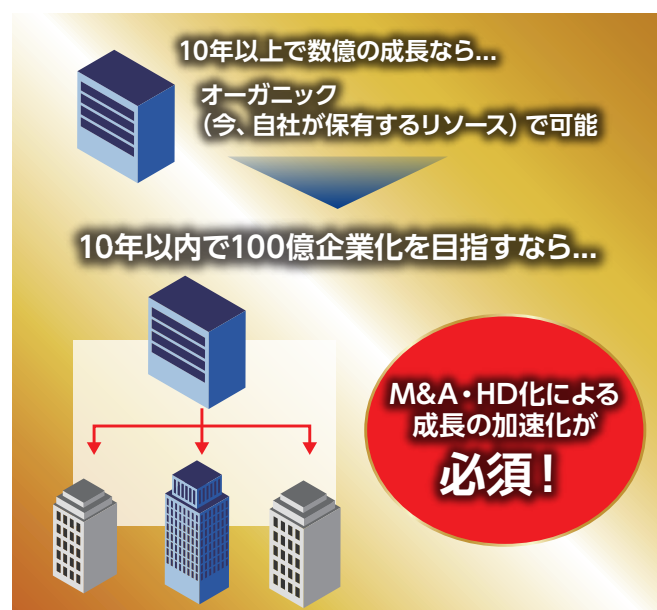 10年以上で数億の成長なら...
オーガニック
（今、自社が保有するリソース）で可能
10年以内で100億企業化を目指すなら...
M&A・HD化による
成長の加速化が
必須！